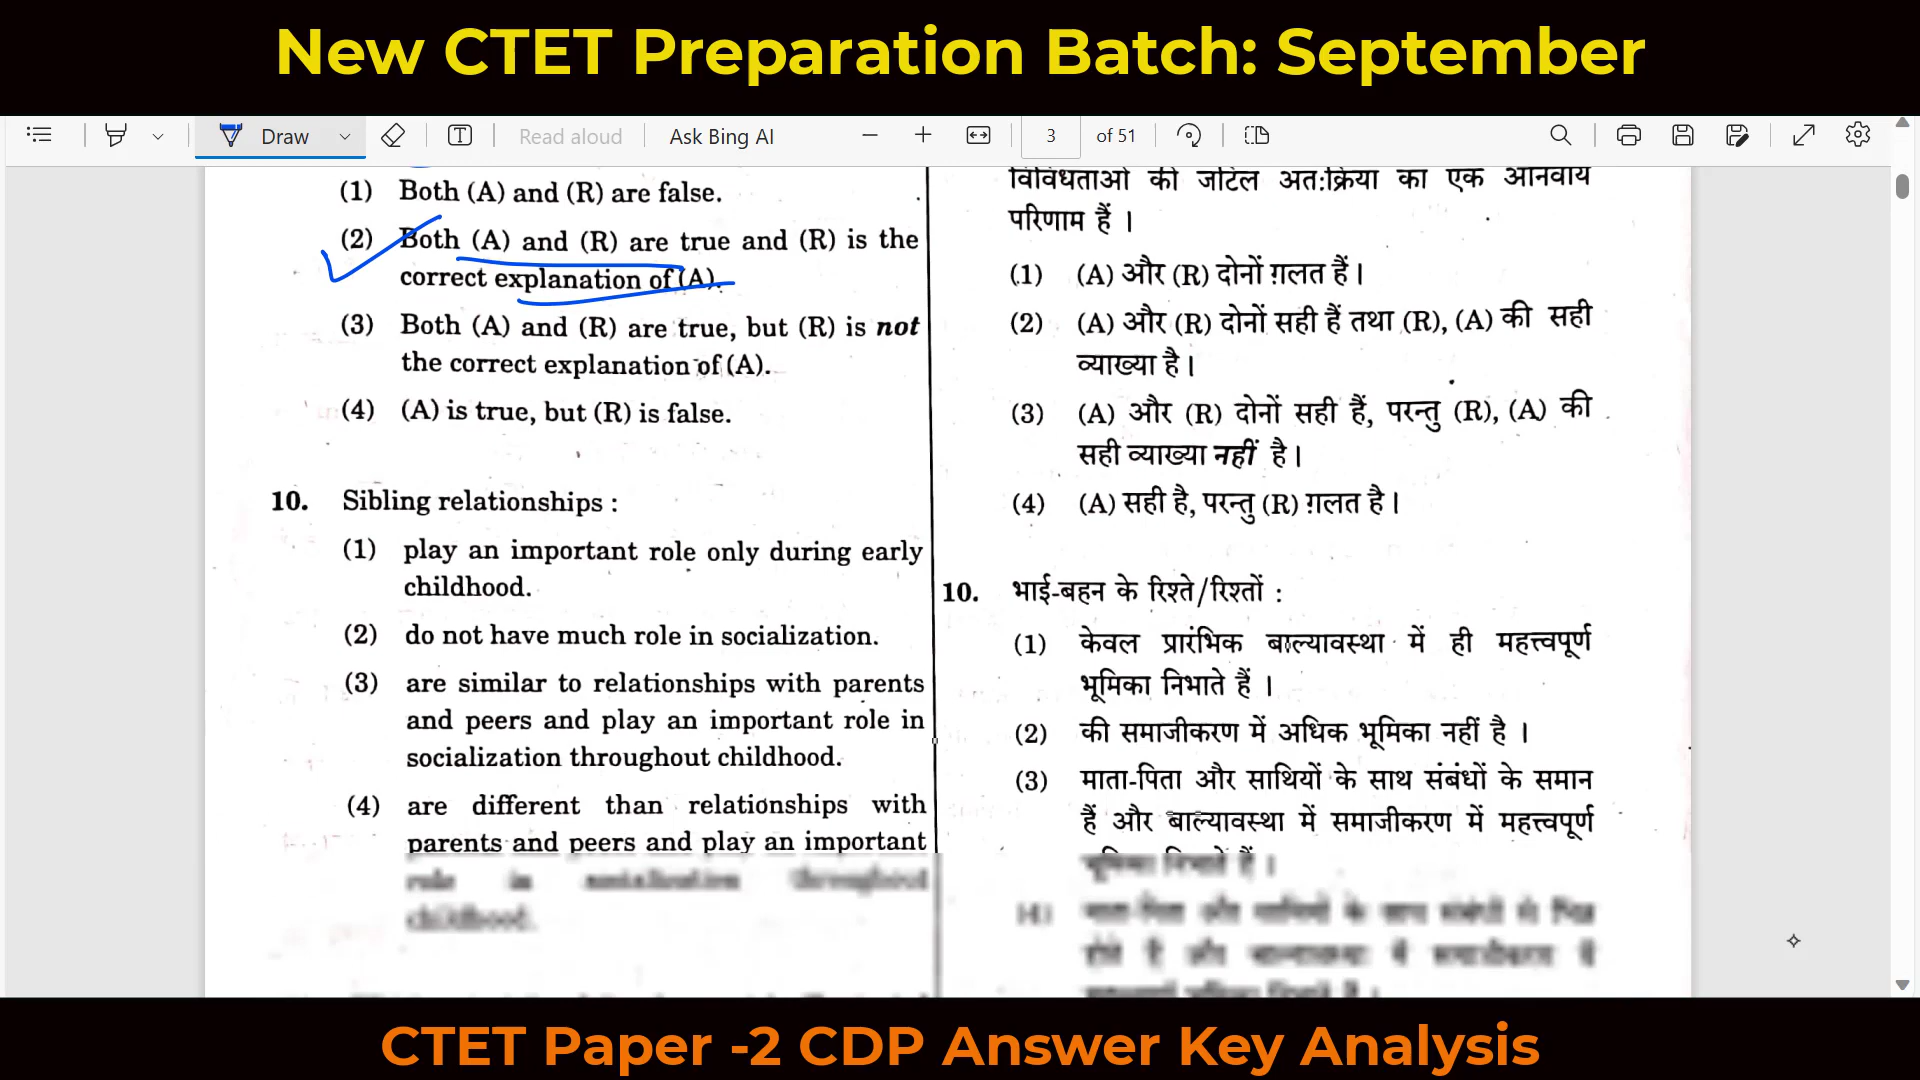 New CTET Preparation Batch: September
Draw
Read aloud
Ask Bing AI
3
of 51
(1) Both (A) and (R) are false.
(2) Both (A) and (R) are true and (R) is the
correct explanation of (A).
(3) Both (A) and (R) are true, but (R) is not
the correct explanation of (A).
(4) (A) is true, but (R) is false.
10. Sibling relationships :
(1) play an important role only during early
childhood.
(2) do not have much role in socialization.
(3) are similar to relationships with parents
and peers and play an important role in
socialization throughout childhood.
(4) are different than relationships with
parents and peers and play an important
role in socialization throughout
childhood.
विविधताओं की जटिल अंत:क्रिया का एक अनिवार्य
परिणाम हैं ।
(1) (A) और (R) दोनों ग़लत हैं ।
(2) (A) और (R) दोनों सही हैं तथा (R), (A) की सही
व्याख्या है ।
(3) (A) और (R) दोनों सही हैं, परन्तु (R), (A) की
सही व्याख्या नहीं है ।
(4) (A) सही है, परन्तु (R) ग़लत है ।
10. भाई-बहन के रिश्ते/रिश्तों :
(1) केवल प्रारंभिक बाल्यावस्था में ही महत्त्वपूर्ण
भूमिका निभाते हैं ।
(2) की समाजीकरण में अधिक भूमिका नहीं है ।
(3) माता-पिता और साथियों के साथ संबंधों के समान
हैं और बाल्यावस्था में समाजीकरण में महत्त्वपूर्ण
भूमिका निभाते हैं ।
CTET Paper -2 CDP Answer Key Analysis